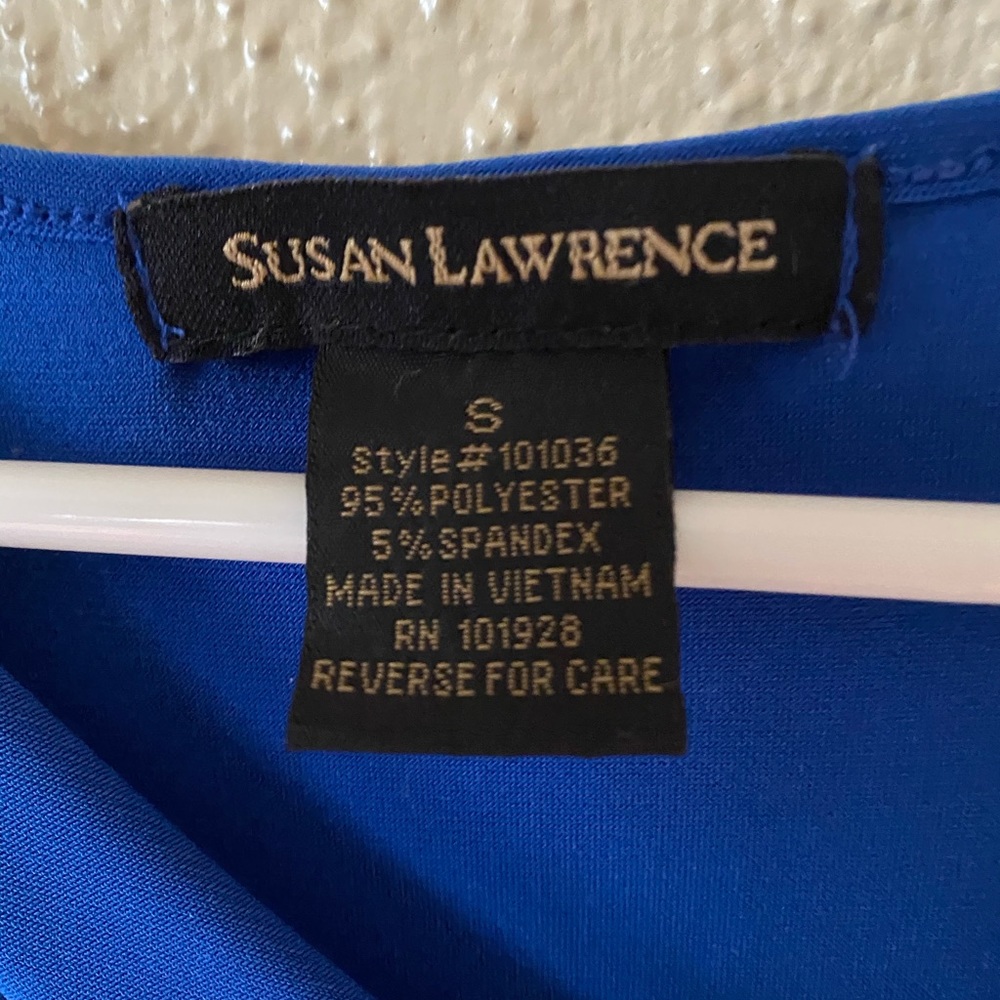 SUSAN LAWRENCE
S
Style#101036
95%POLYESTER
5%SPANDEX
MADE IN VIETNAM
RN 101928
REVERSE FOR CARE